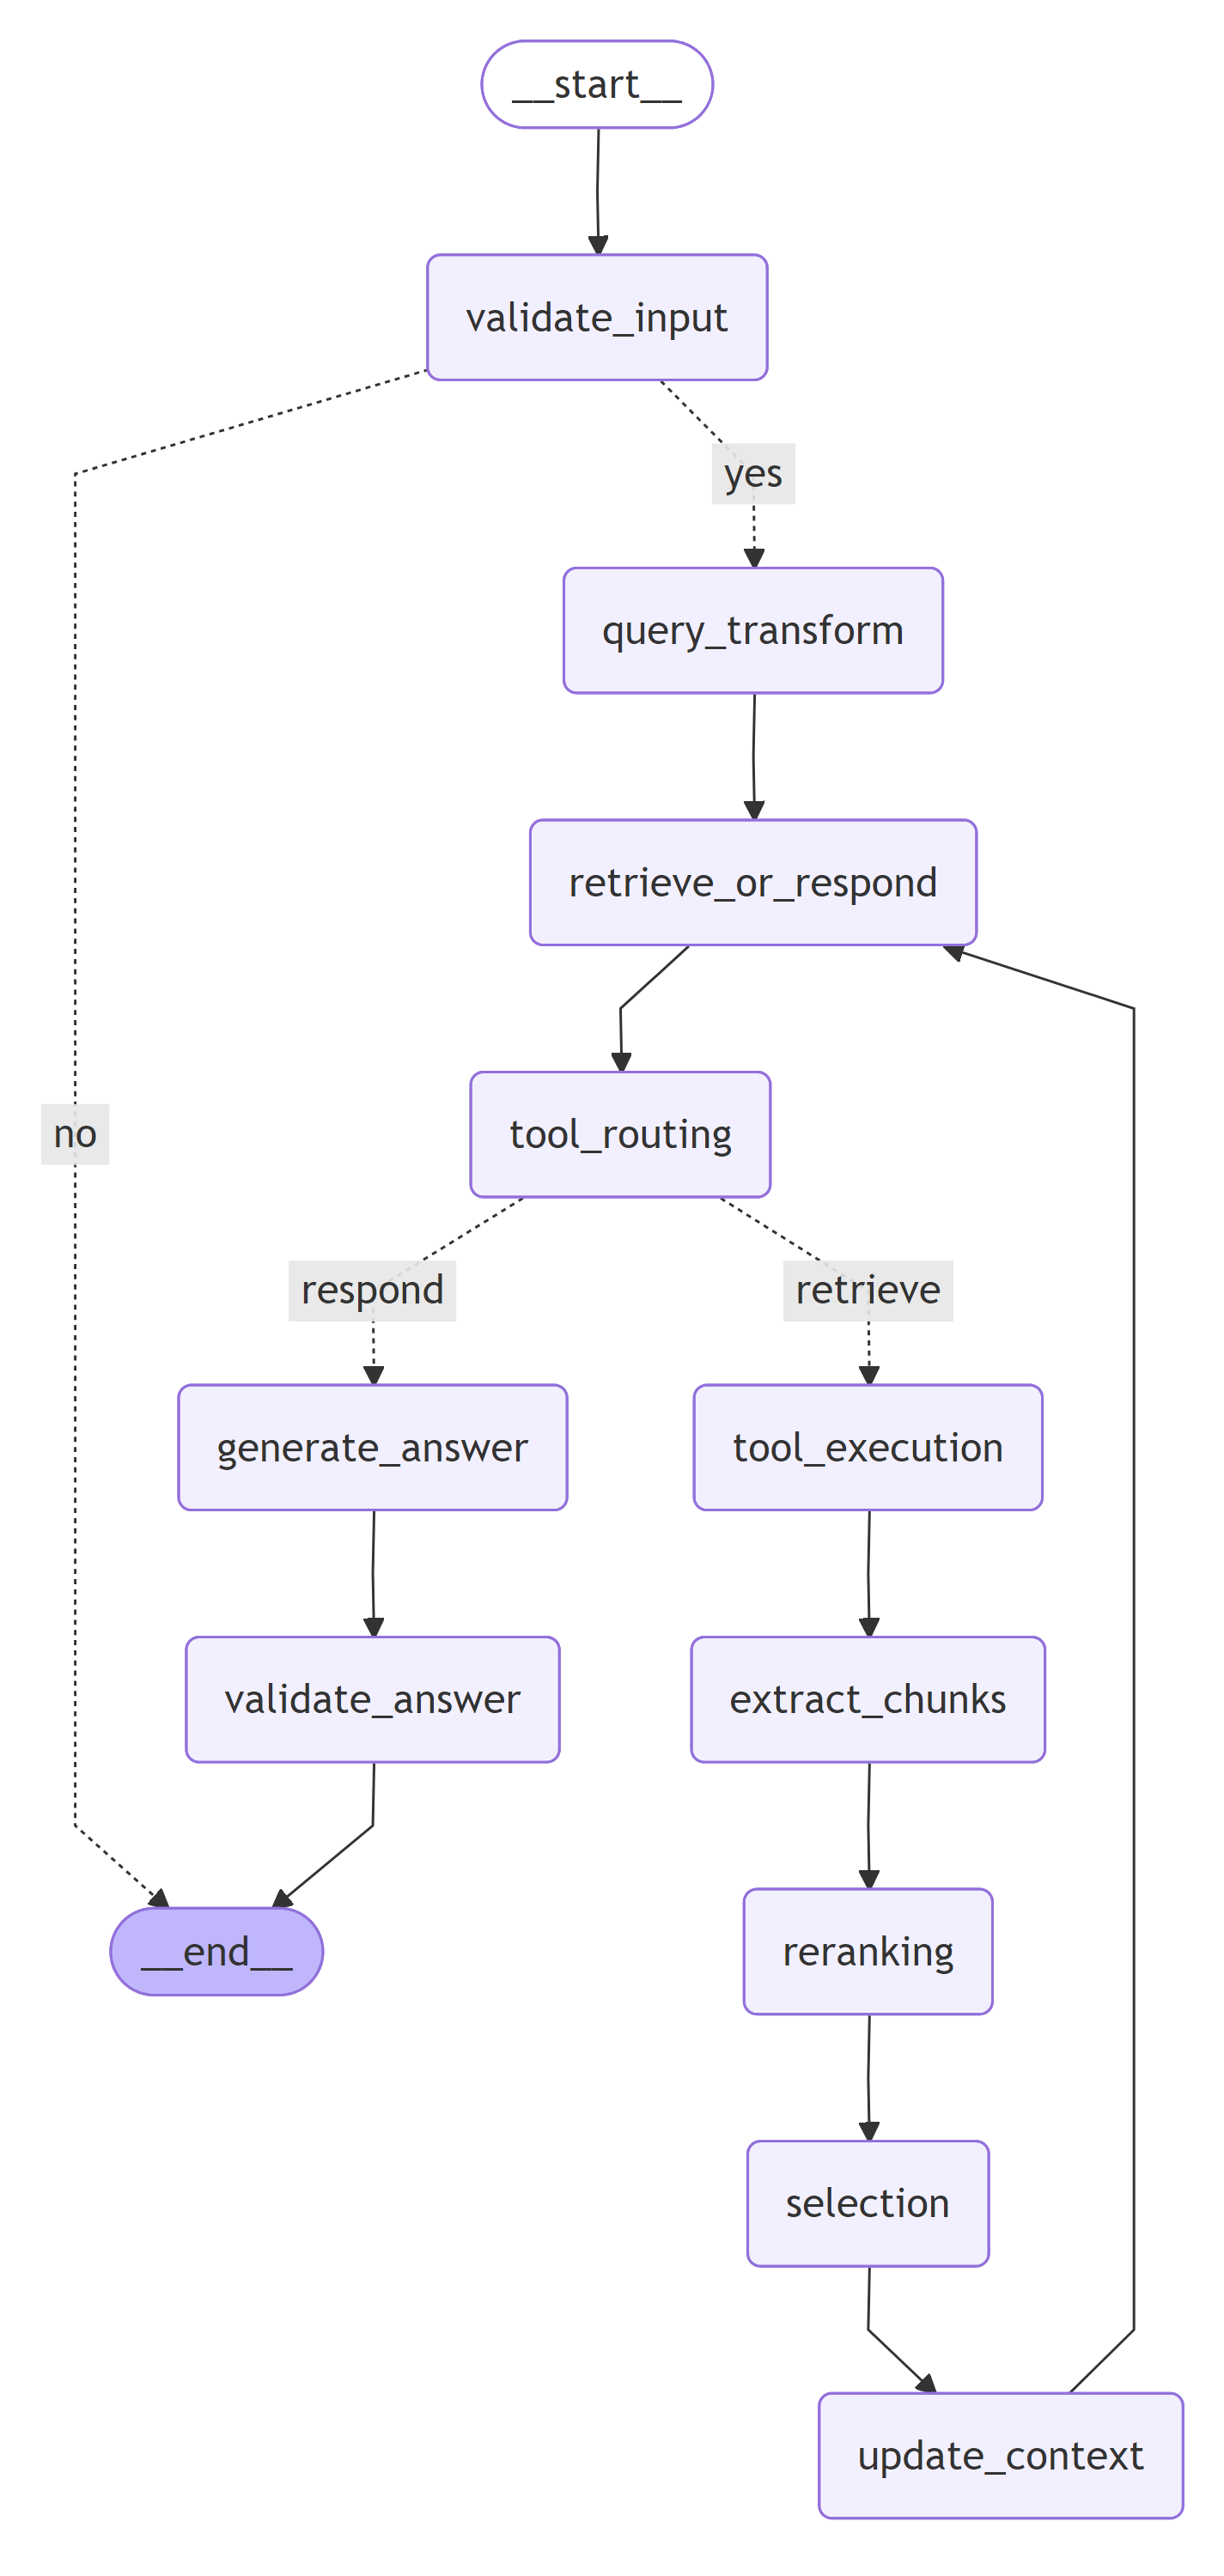 __start__
validate_input
yes
query_transform
retrieve_or_respond
no
tool_routing
respond
retrieve
generate_answer
tool_execution
validate_answer
extract_chunks
__end__
reranking
selection
update_context